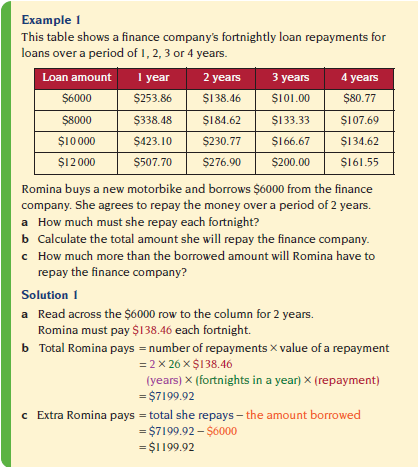 Example 1
This table shows a finance company's fortnightly loan repayments for
loans over a period of 1, 2, 3 or 4 years.
Loan amount 1 year 2 years 3 years 4 years
$6000 $253.86 $138.46 $101.00 $80.77
$8000 $338.48 $184.62 $133.33 $107.69
$10 000 $423.10 $230.77 $166.67 $134.62
$12 000 $507.70 $276.90 $200.00 $161.55
Romina buys a new motorbike and borrows $6000 from the finance
company. She agrees to repay the money over a period of 2 years.
a How much must she repay each fortnight?
b Calculate the total amount she will repay the finance company.
c How much more than the borrowed amount will Romina have to
repay the finance company?
Solution 1
a Read across the $6000 row to the column for 2 years.
Romina must pay $138.46 each fortnight.
b Total Romina pays = number of repayments × value of a repayment
= 2 × 26 × $138.46
(years) × (fortnights in a year) × (repayment)
= $7199.92
c Extra Romina pays = total she repays – the amount borrowed
= $7199.92 – $6000
= $1199.92